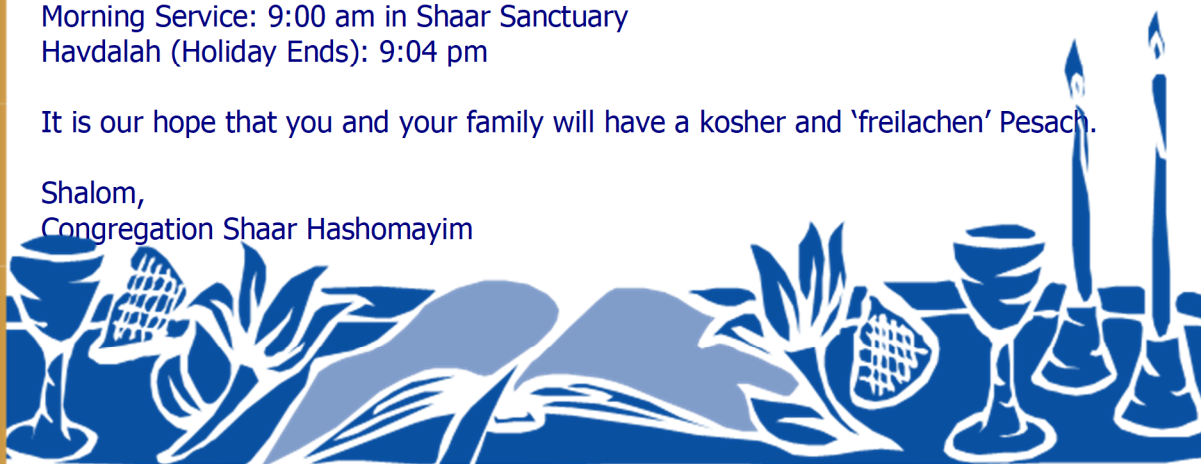 Morning Service: 9:00 am in Shaar Sanctuary
Havdalah (Holiday Ends): 9:04 pm
It is our hope that you and your family will have a kosher and ‘freilachen’ Pesach.
Shalom,
Congregation Shaar Hashomayim